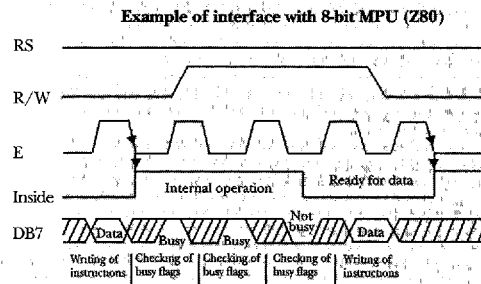 Example of interface with 8-bit MPU (Z80)
RS
R/W
E
Inside
Internal operation
Ready for data
DB7
Data
Busy
Busy
Not busy
Data
Writing of instructions
Checking of busy flags
Checking of busy flags
Checking of busy flags
Writing of instructions